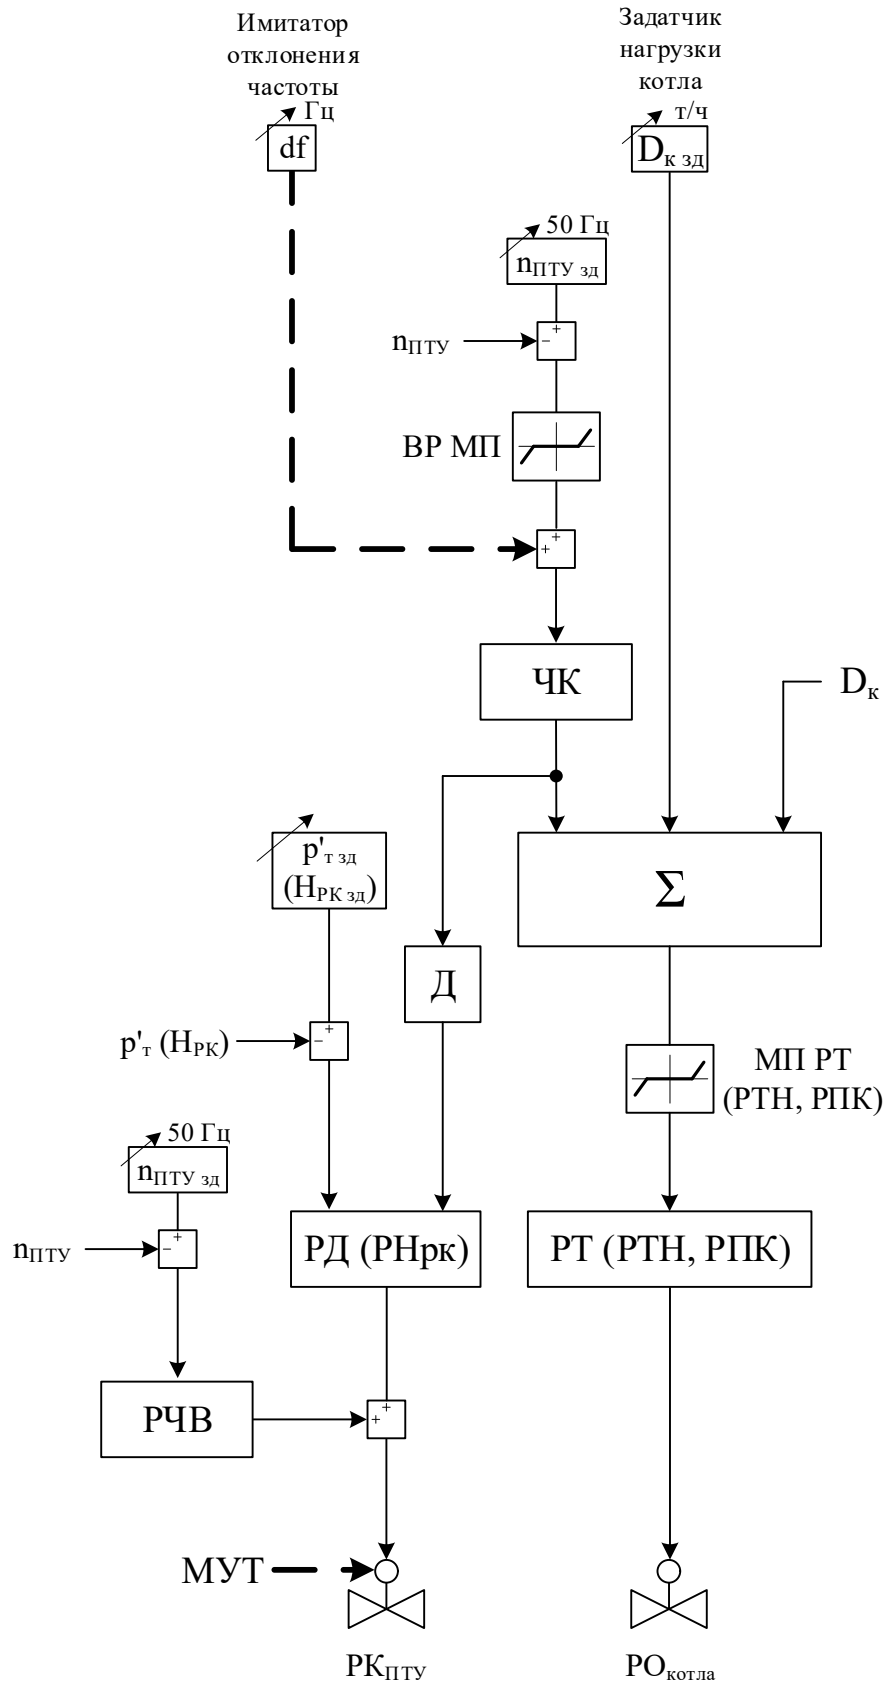 Имитатор
отклонения
частоты
Гц
df
Задатчик
нагрузки
котла
т/ч
Dк зд
50 Гц
nПТУ зд
+
nПТУ
-
ВР МП
+
+
ЧК
Dк
p'т зд
(HРК зд)
Σ
Д
+
p'т (HРК)
-
МП РТ
(РТН, РПК)
50 Гц
nПТУ зд
+
nПТУ
-
РД (РНрк)
РТ (РТН, РПК)
РЧВ
+
+
МУТ
РКПТУ
РОкотла